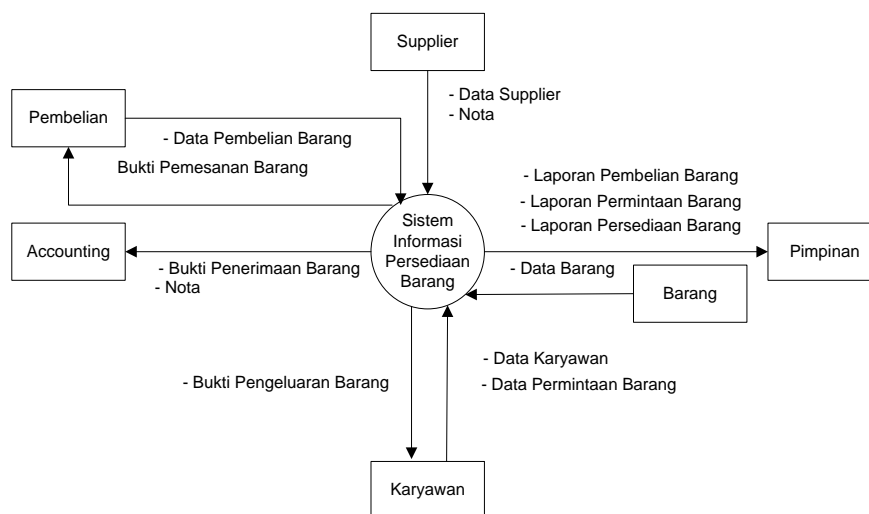 Supplier
- Data Supplier
- Nota
Pembelian
- Data Pembelian Barang
Bukti Pemesanan Barang
- Laporan Pembelian Barang
- Laporan Permintaan Barang
- Laporan Persediaan Barang
Sistem
Informasi
Persediaan
Barang
Accounting
- Bukti Penerimaan Barang
- Nota
Pimpinan
- Data Barang
Barang
- Bukti Pengeluaran Barang
- Data Karyawan
- Data Permintaan Barang
Karyawan